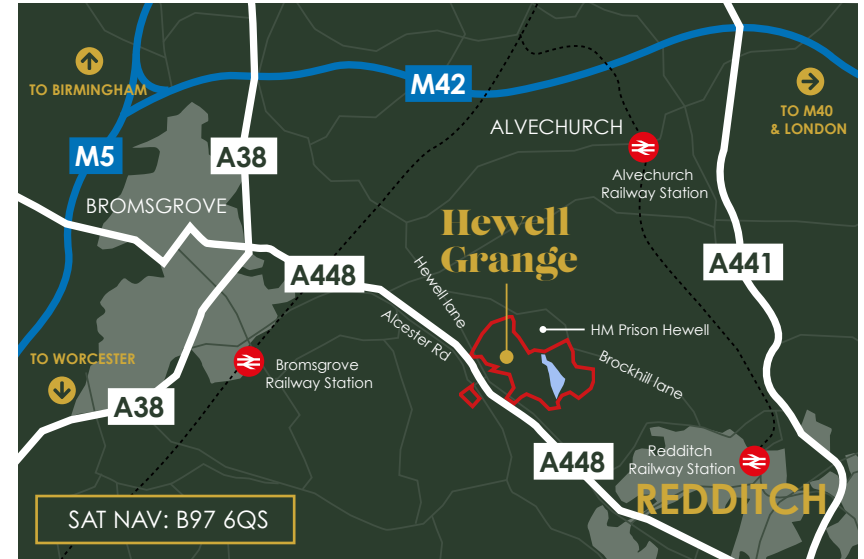 TO BIRMINGHAM
M42
TO M40
& LONDON
ALVECHURCH
M5
A38
Alvechurch
Railway Station
BROMSGROVE
Hewell
Grange
A448
A441
Hewell lane
Alcester Rd
HM Prison Hewell
Brockhill lane
TO WORCESTER
Bromsgrove
Railway Station
A38
A448
Redditch
Railway Station
REDDITCH
SAT NAV: B97 6QS